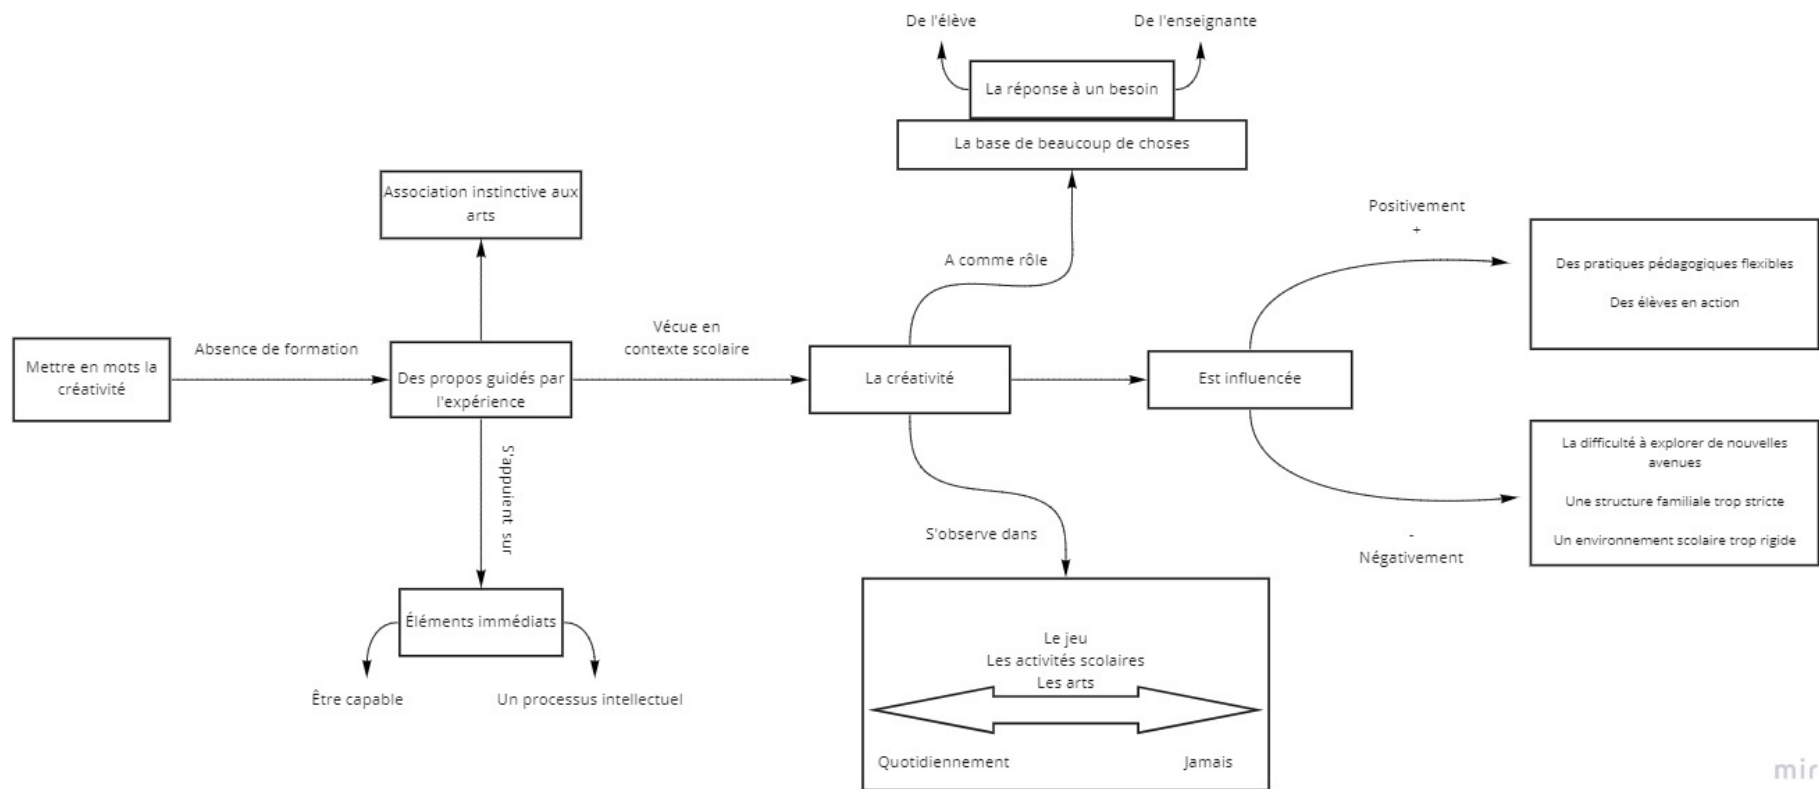 De l'élève
De l'enseignante
La réponse à un besoin
La base de beaucoup de choses
Association instinctive aux
arts
Positivement
+
Des pratiques pédagogiques flexibles
Des élèves en action
A comme rôle
Vécue en
contexte scolaire
Absence de formation
Mettre en mots la
créativité
Des propos guidés par
l'expérience
La créativité
Est influencée
S'appuient sur
S'observe dans
-
Négativement
La difficulté à explorer de nouvelles
avenues
Une structure familiale trop stricte
Un environnement scolaire trop rigide
Éléments immédiats
Être capable
Un processus intellectuel
Le jeu
Les activités scolaires
Les arts
Quotidiennement
Jamais
mir